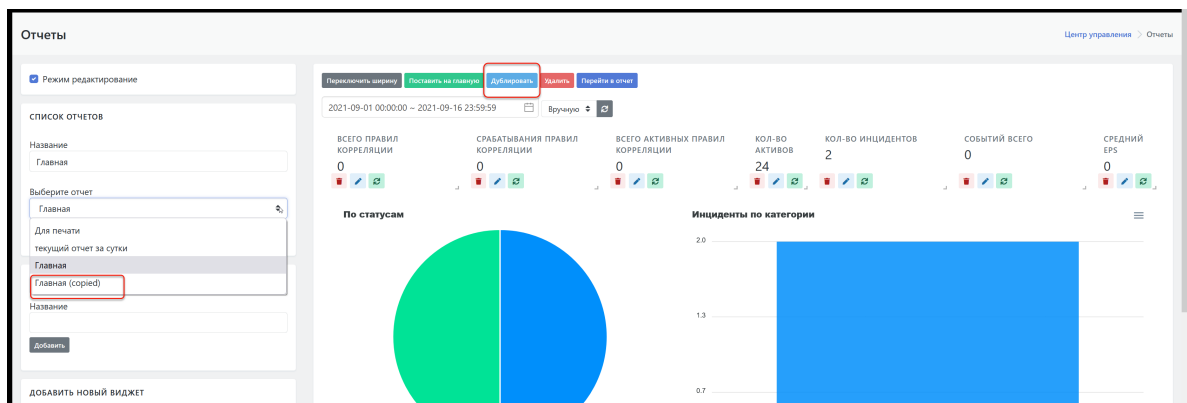 Отчеты
Центр управления > Отчеты
Режим редактирование
СПИСОК ОТЧЕТОВ
Название
Главная
Выберите отчет
Главная
Для печати
текущий отчет за сутки
Главная
Главная (copied)
Название
Добавить
ДОБАВИТЬ НОВЫЙ ВИДЖЕТ
Переключить ширину Поставить на главную Дублировать Удалить Перейти в отчет
2021-09-01 00:00:00 ~ 2021-09-16 23:59:59 Вручную
ВСЕГО ПРАВИЛ КОРРЕЛЯЦИИ
0
СРАБАТЫВАНИЯ ПРАВИЛ КОРРЕЛЯЦИИ
0
ВСЕГО АКТИВНЫХ ПРАВИЛ КОРРЕЛЯЦИИ
0
КОЛ-ВО АКТИВОВ
24
КОЛ-ВО ИНЦИДЕНТОВ
2
СОБЫТИЙ ВСЕГО
0
СРЕДНИЙ EPS
0
По статусам
Инциденты по категории
2.0
1.3
0.7